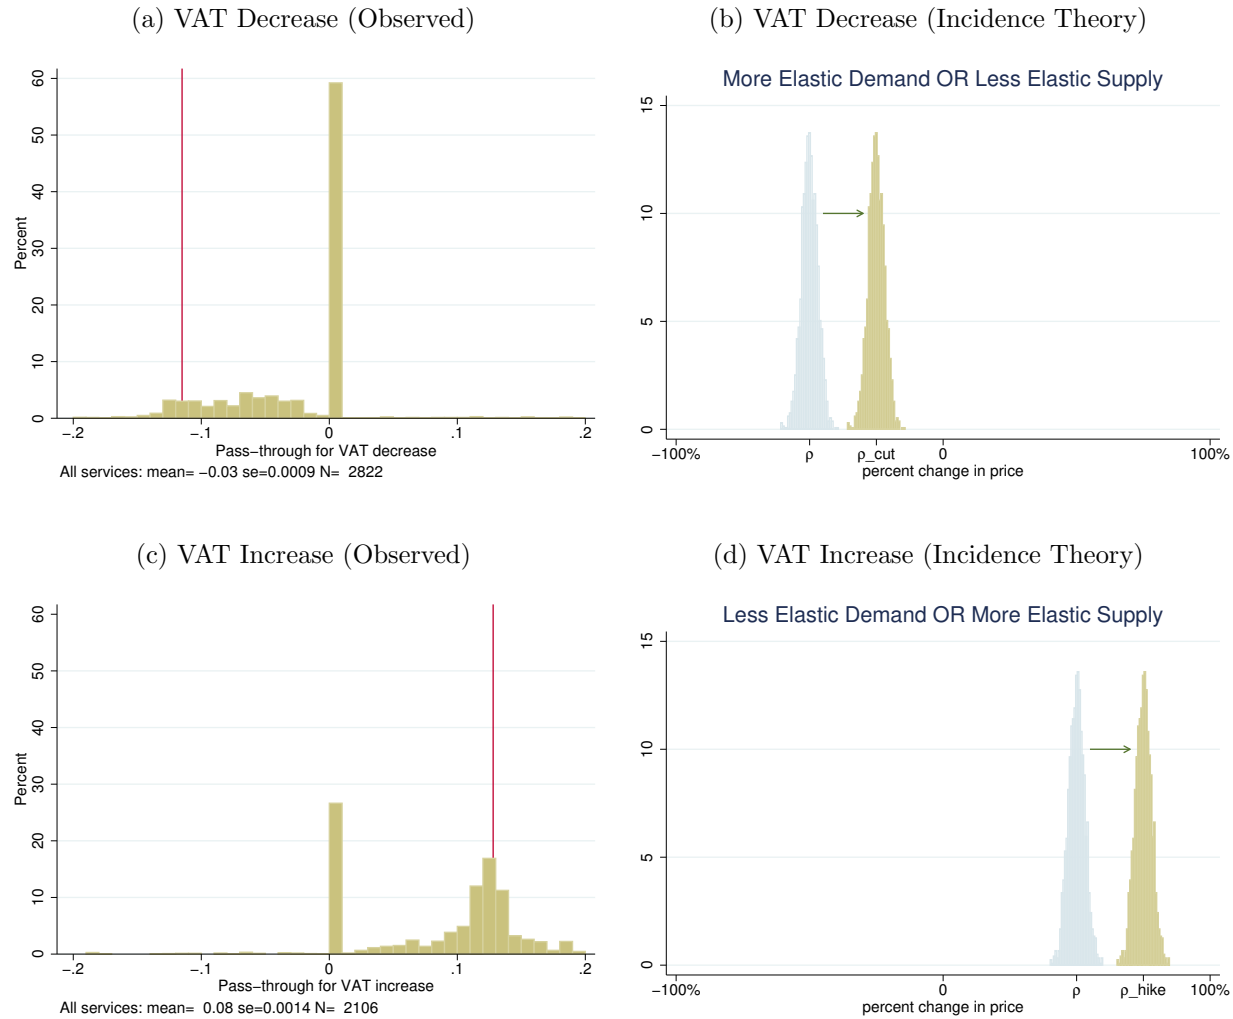 (a) VAT Decrease (Observed)
60
50
40
30
20
10
0
Percent
−.2 −.1 0 .1 .2
Pass−through for VAT decrease
All services: mean= −0.03 se=0.0009 N= 2822
(b) VAT Decrease (Incidence Theory)
More Elastic Demand OR Less Elastic Supply
15
10
5
0
−100% ρ ρ_cut 0 100%
percent change in price
(c) VAT Increase (Observed)
60
50
40
30
20
10
0
Percent
−.2 −.1 0 .1 .2
Pass−through for VAT increase
All services: mean= 0.08 se=0.0014 N= 2106
(d) VAT Increase (Incidence Theory)
Less Elastic Demand OR More Elastic Supply
15
10
5
0
−100% 0 ρ ρ_hike 100%
percent change in price